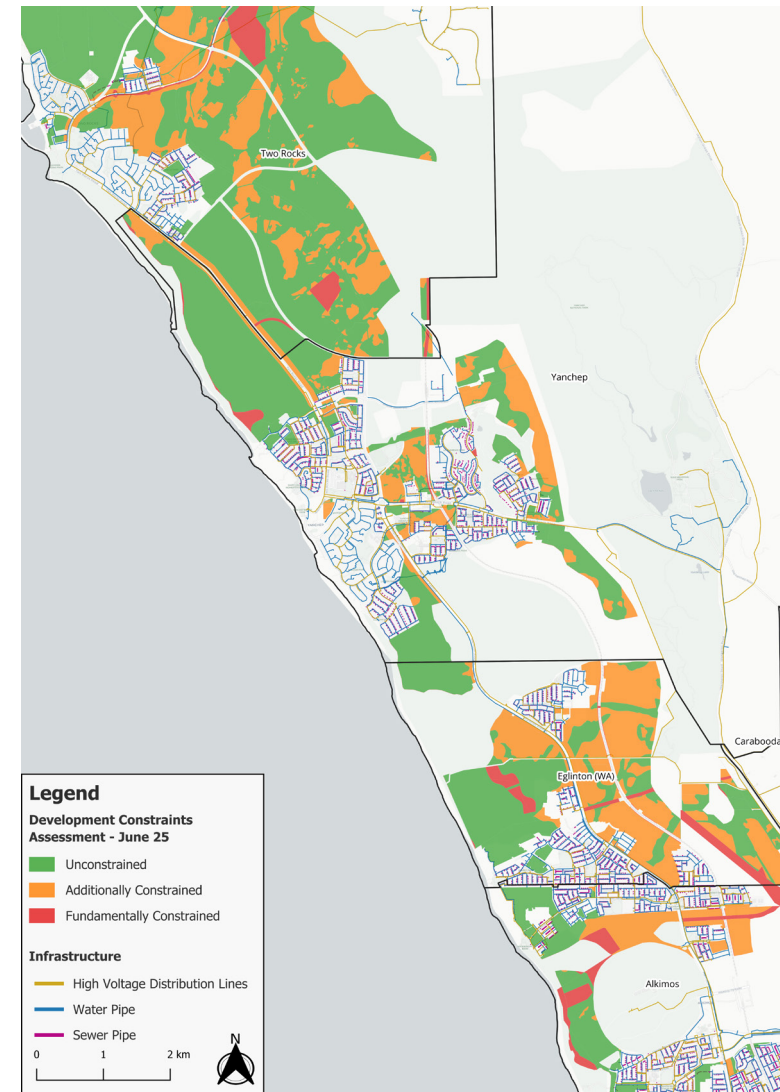 Two Rocks
Yanchep
Carabooda
Eglinton (WA)
Alkimos
Legend
Development Constraints
Assessment - June 25
Unconstrained
Additionally Constrained
Fundamentally Constrained
Infrastructure
High Voltage Distribution Lines
Water Pipe
Sewer Pipe
0 1 2 km
N